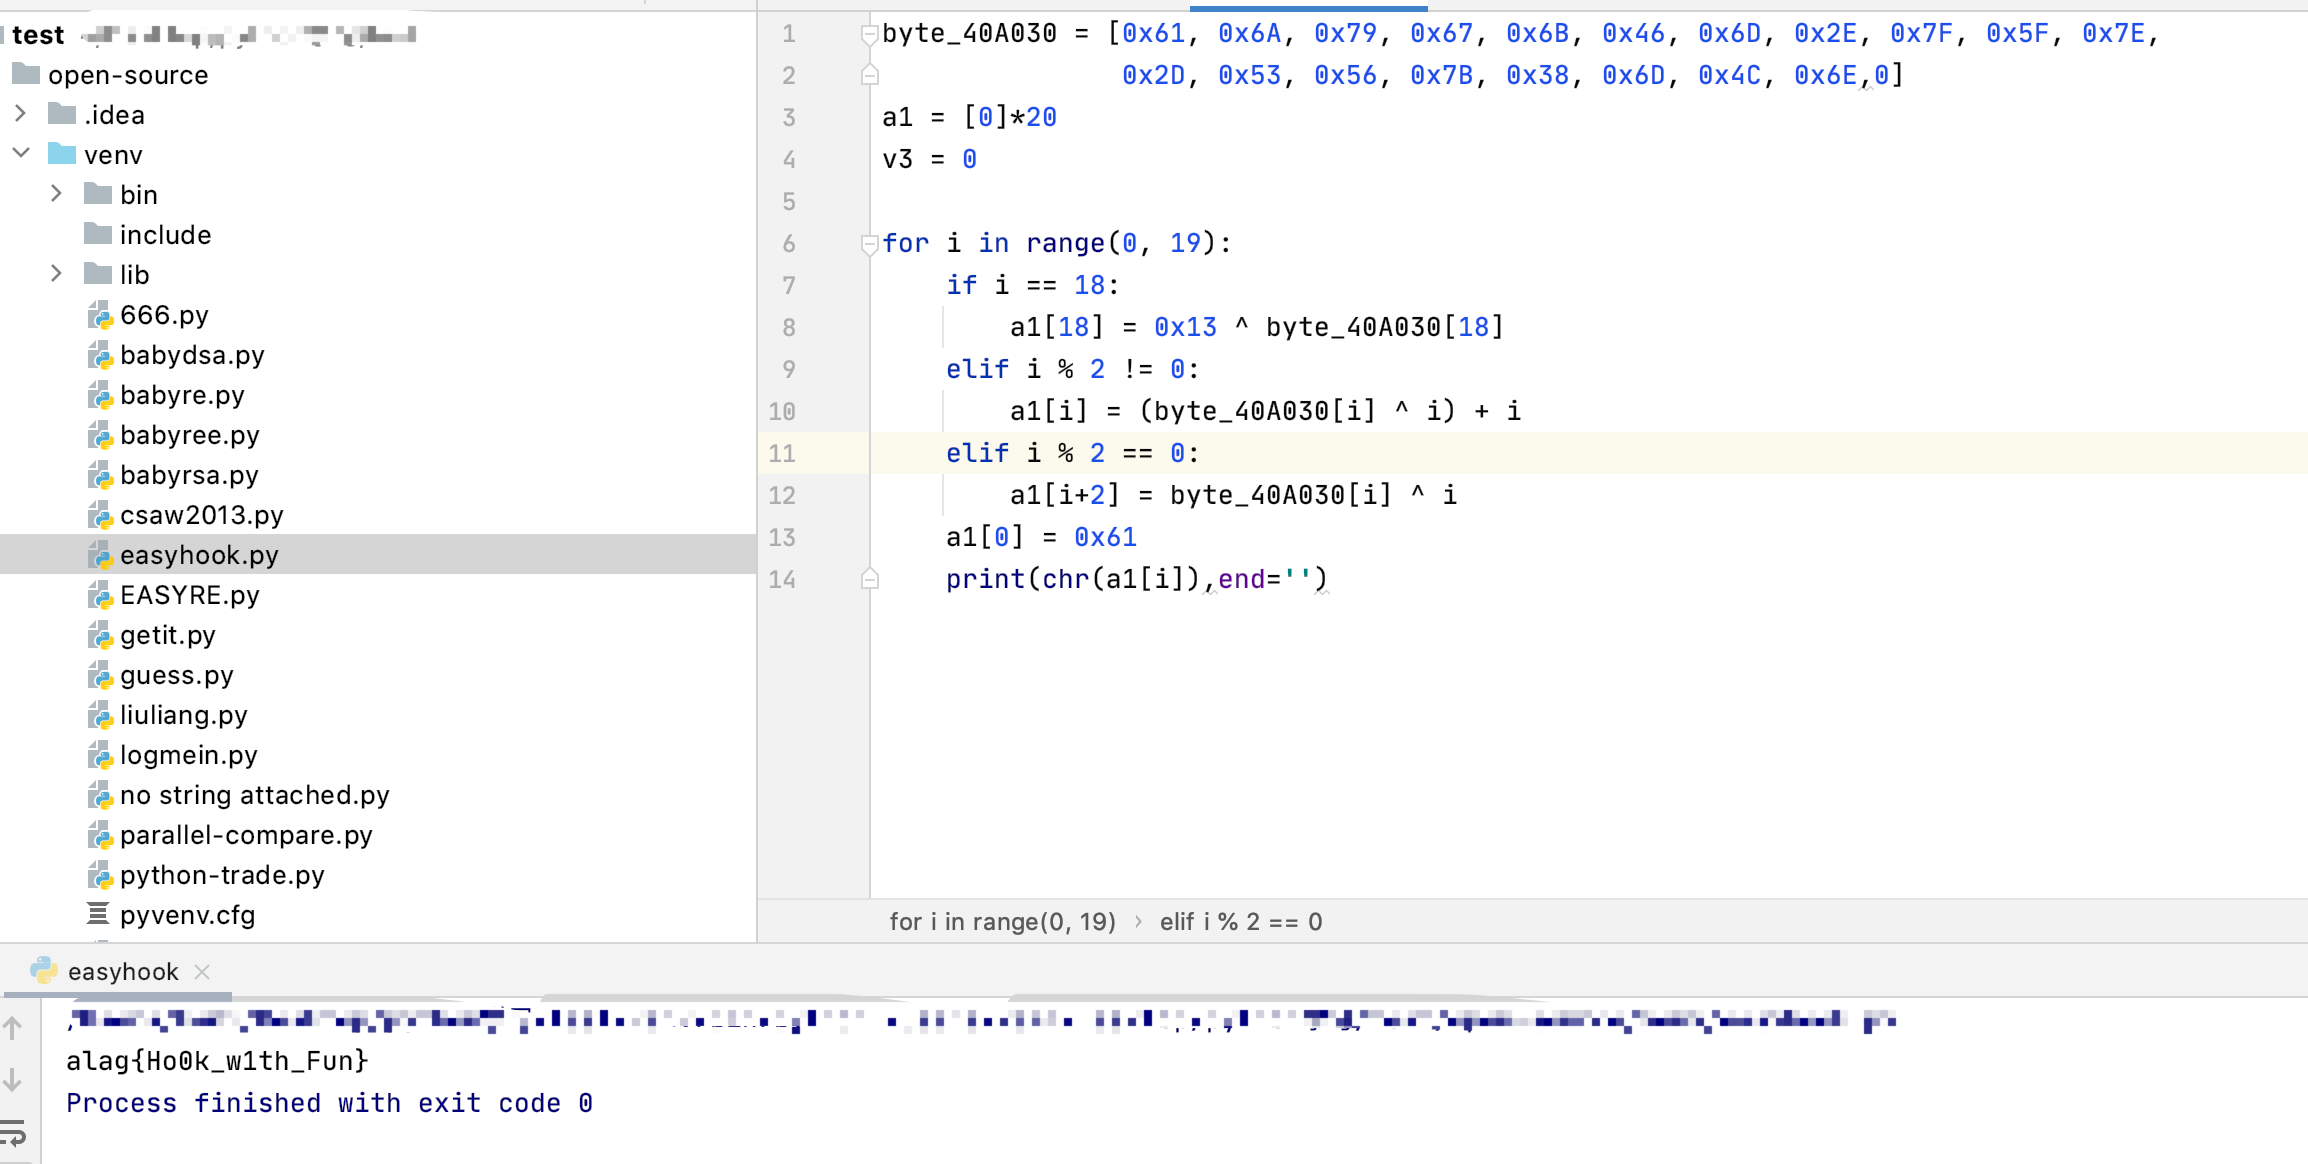 test
open-source
.idea
venv
bin
include
lib
666.py
babydsa.py
babyre.py
babyree.py
babyrsa.py
csaw2013.py
easyhook.py
EASYRE.py
getit.py
guess.py
liuliang.py
logmein.py
no string attached.py
parallel-compare.py
python-trade.py
pyvenv.cfg
1 byte_40A030 = [0x61, 0x6A, 0x79, 0x67, 0x6B, 0x46, 0x6D, 0x2E, 0x7F, 0x5F, 0x7E,
2 0x2D, 0x53, 0x56, 0x7B, 0x38, 0x6D, 0x4C, 0x6E,0]
3 a1 = [0]*20
4 v3 = 0
5
6 for i in range(0, 19):
7 if i == 18:
8 a1[18] = 0x13 ^ byte_40A030[18]
9 elif i % 2 != 0:
10 a1[i] = (byte_40A030[i] ^ i) + i
11 elif i % 2 == 0:
12 a1[i+2] = byte_40A030[i] ^ i
13 a1[0] = 0x61
14 print(chr(a1[i]),end='')
for i in range(0, 19) › elif i % 2 == 0
easyhook
alag{Ho0k_w1th_Fun}
Process finished with exit code 0